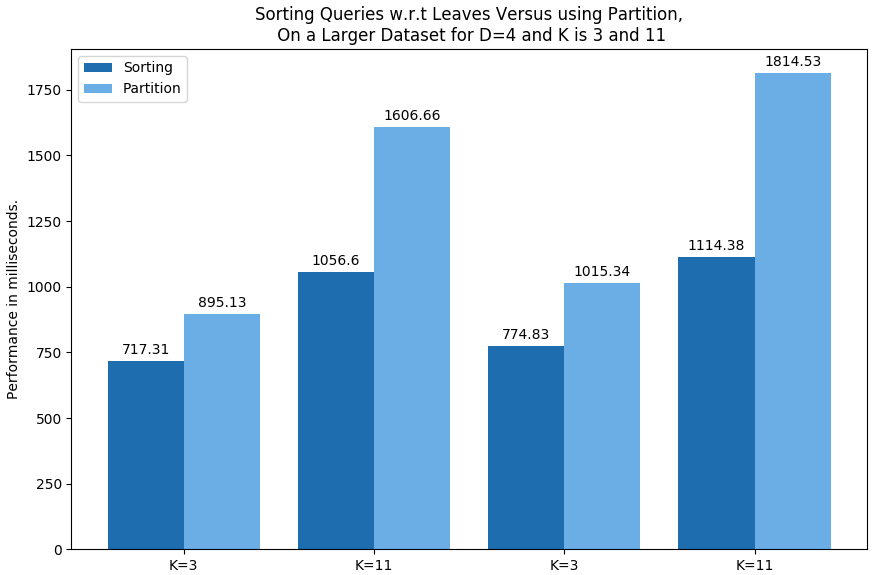 Sorting Queries w.r.t Leaves Versus using Partition,
On a Larger Dataset for D=4 and K is 3 and 11
Sorting
Partition
Performance in milliseconds.
1750
1500
1250
1000
750
500
250
0
717.31
895.13
1056.6
1606.66
774.83
1015.34
1114.38
1814.53
K=3
K=11
K=3
K=11